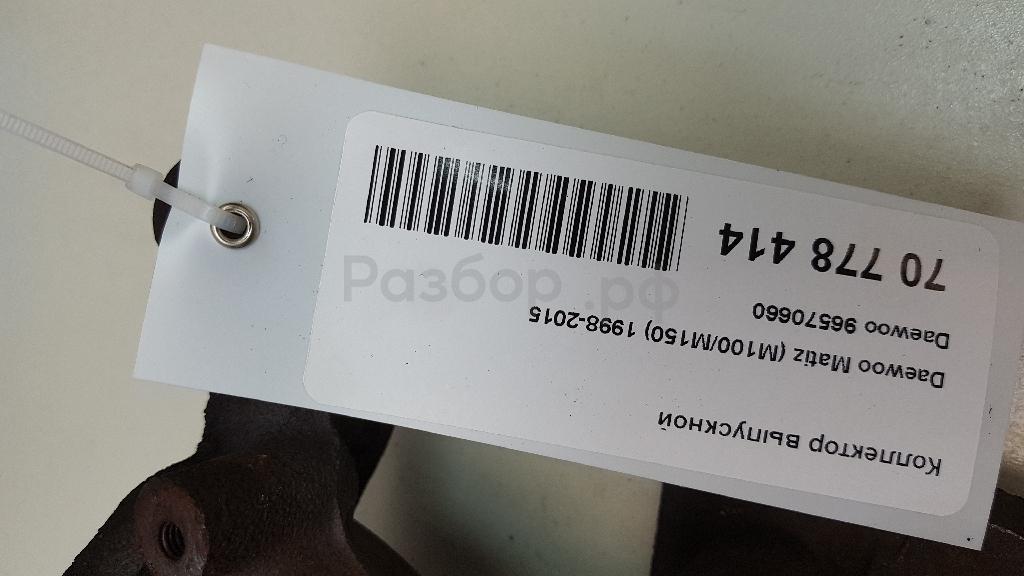 Коллектор выпускной
Daewoo Matiz (M100/M150) 1998-2015
Daewoo 96570660
70 778 414
Разбор.рф